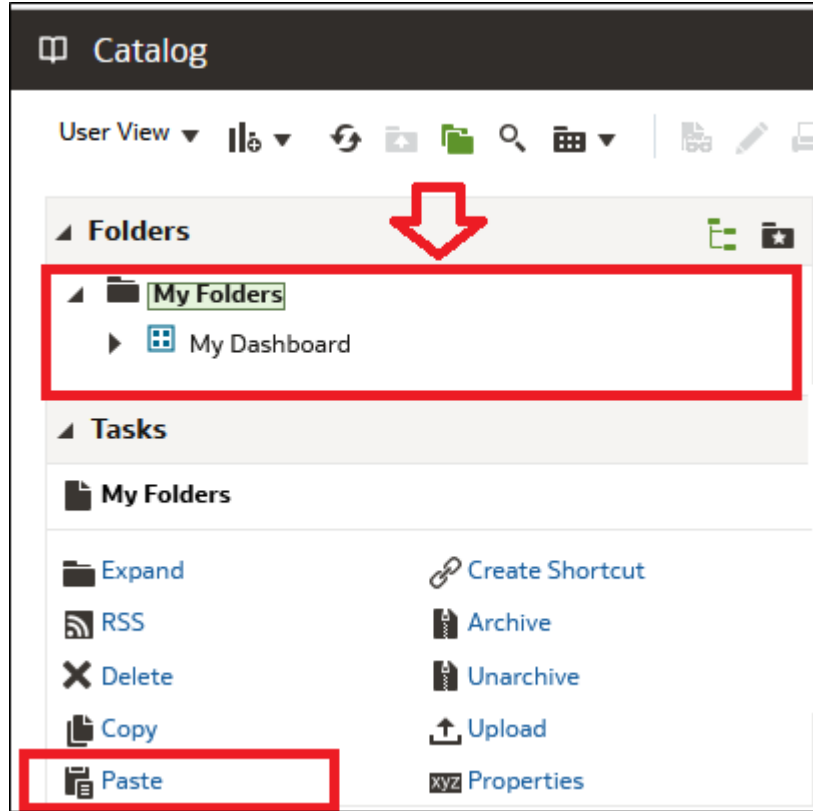 Catalog
User View
Folders
My Folders
My Dashboard
Tasks
My Folders
Expand
Create Shortcut
RSS
Archive
Delete
Unarchive
Copy
Upload
Paste
xyz Properties